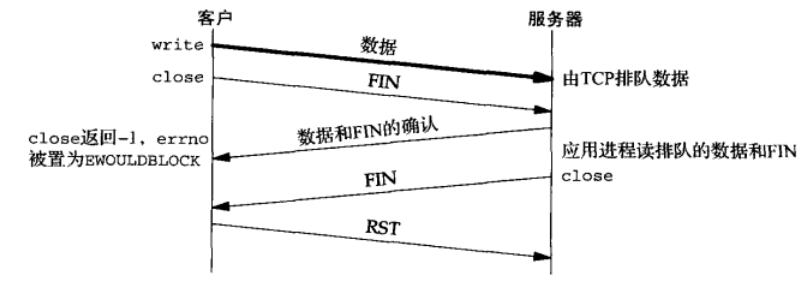 客户 服务器
write 数据
close FIN 由TCP排队数据
close返回-1，errno 数据和FIN的确认
被置为EWOULDBLOCK 应用进程读排队的数据和FIN
FIN close
RST